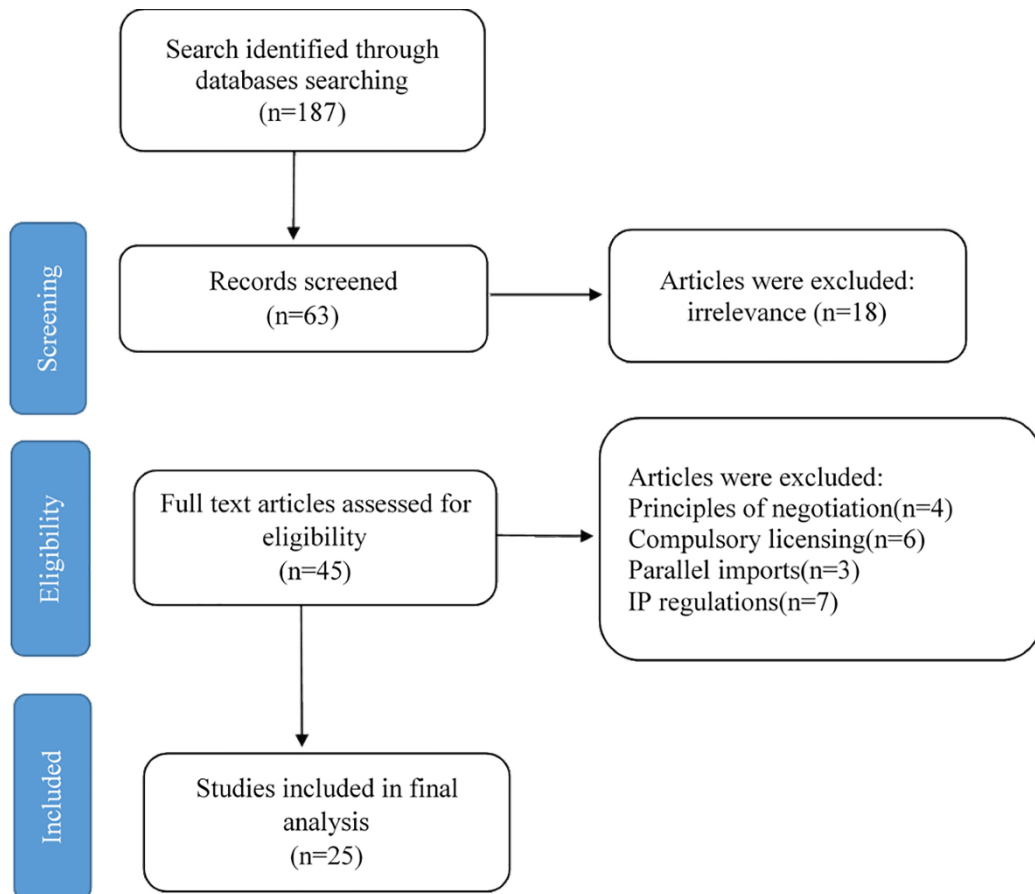 Search identified through
databases searching
(n=187)
Screening
Records screened
(n=63)
Articles were excluded:
irrelevance (n=18)
Eligibility
Full text articles assessed for
eligibility
(n=45)
Articles were excluded:
Principles of negotiation(n=4)
Compulsory licensing(n=6)
Parallel imports(n=3)
IP regulations(n=7)
Included
Studies included in final
analysis
(n=25)